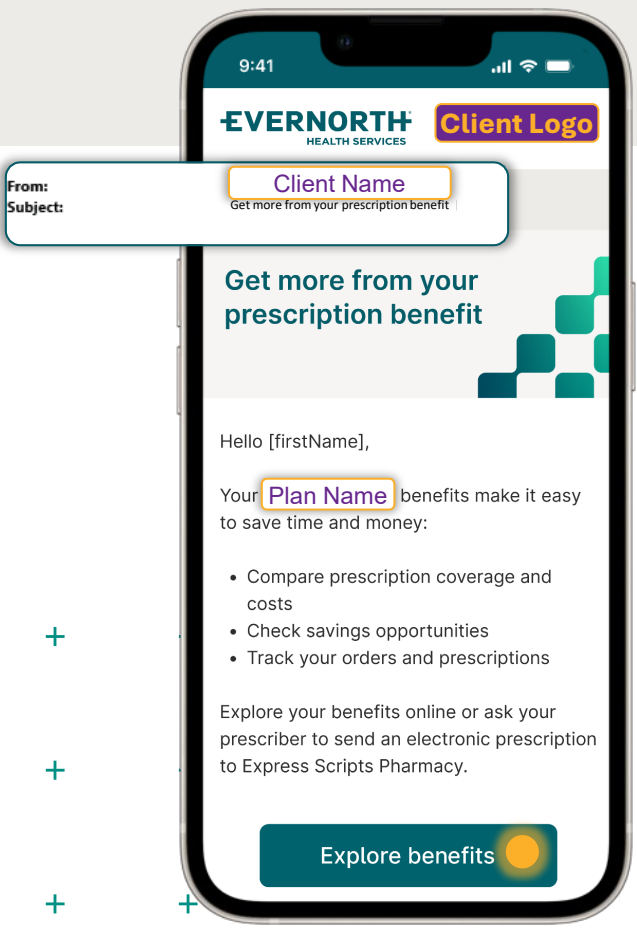 9:41
EVERNORTH
HEALTH SERVICES
Client Logo
From: Client Name
Subject: Get more from your prescription benefit
Get more from your
prescription benefit
Hello [firstName],
Your Plan Name benefits make it easy
to save time and money:
• Compare prescription coverage and
costs
• Check savings opportunities
• Track your orders and prescriptions
Explore your benefits online or ask your
prescriber to send an electronic prescription
to Express Scripts Pharmacy.
Explore benefits